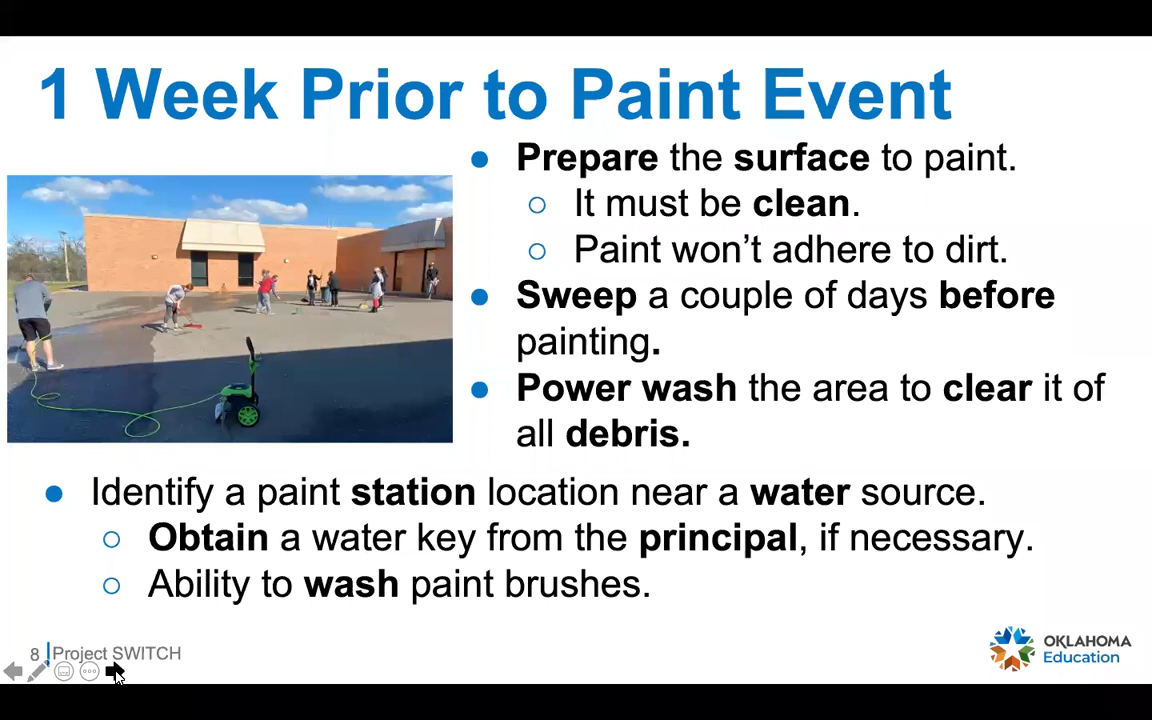 1 Week Prior to Paint Event
● Prepare the surface to paint.
○ It must be clean.
○ Paint won’t adhere to dirt.
● Sweep a couple of days before
painting.
● Power wash the area to clear it of
all debris.
● Identify a paint station location near a water source.
○ Obtain a water key from the principal, if necessary.
○ Ability to wash paint brushes.
8 Project SWITCH
OKLAHOMA
Education